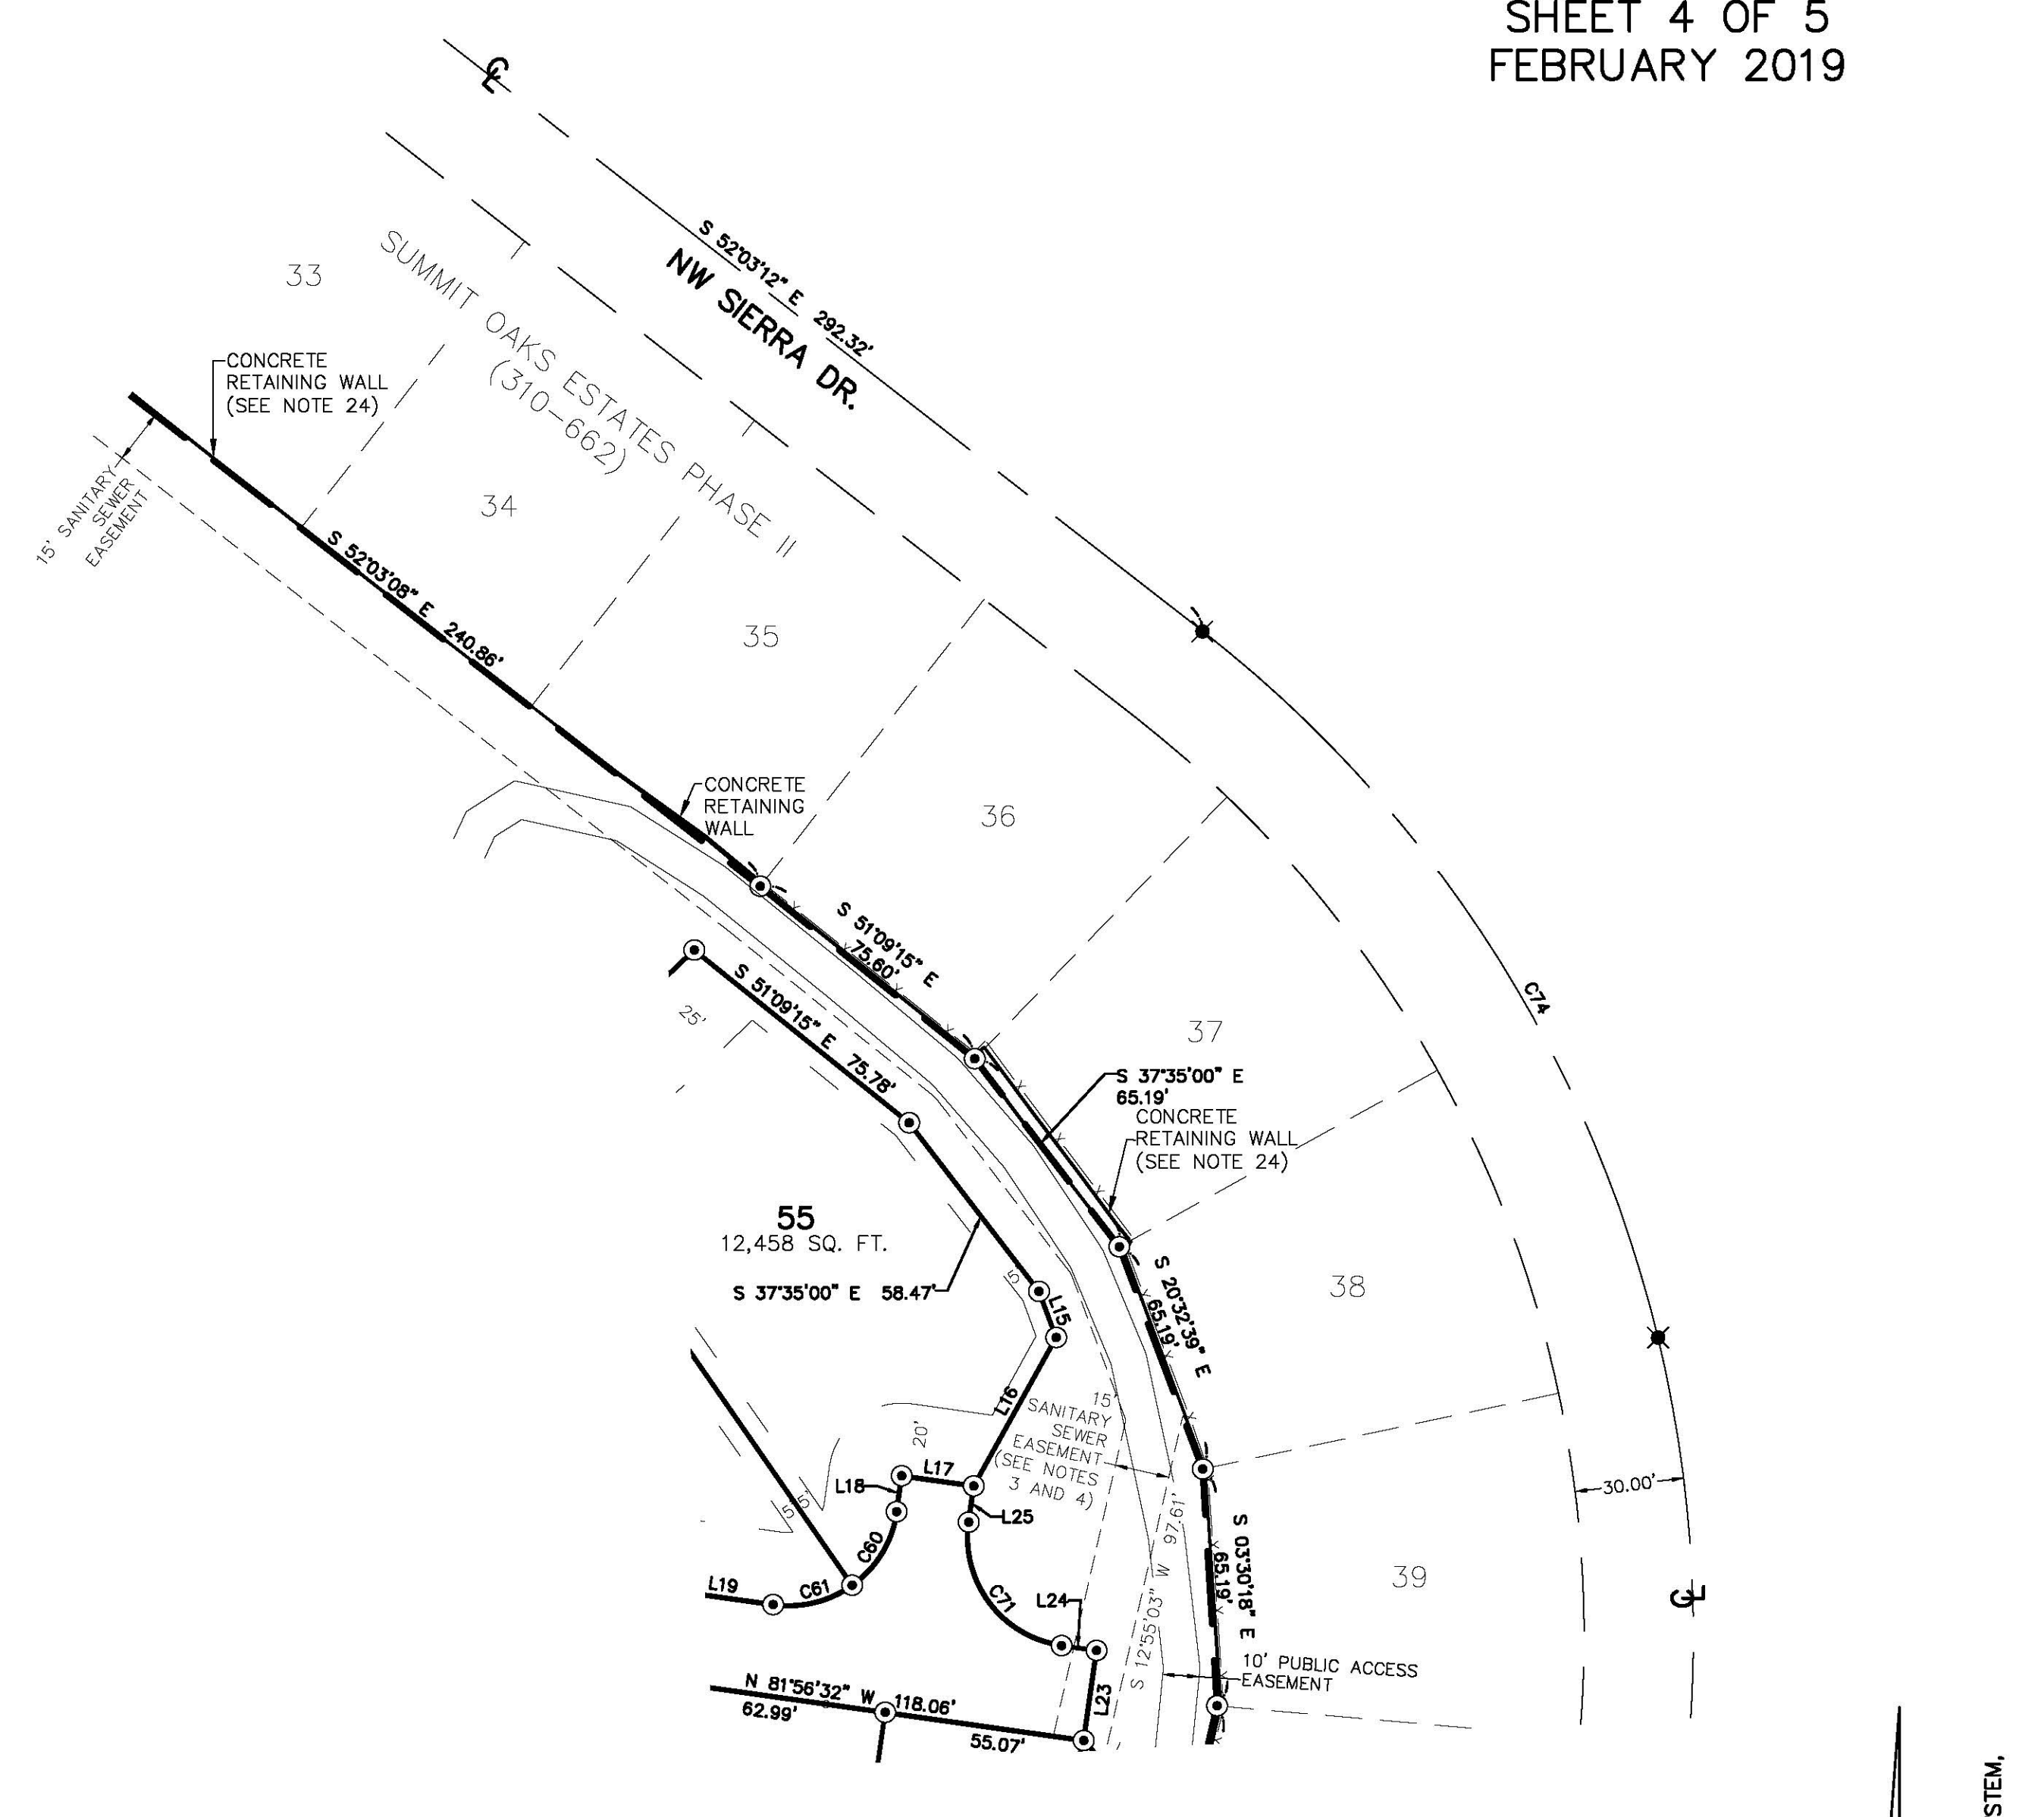 SHEET 4 OF 5
FEBRUARY 2019
℄
S 52°03'12" E 292.32'
NW SIERRA DR.
SUMMIT OAKS ESTATES PHASE II
(310-662)
33
CONCRETE
RETAINING WALL
(SEE NOTE 24)
15' SANITARY
SEWER
EASEMENT
34
S 52°03'08" E 240.86'
35
CONCRETE
RETAINING
WALL
36
S 51°09'15" E
75.60'
S 51°09'15" E 75.78'
25'
37
C74
S 37°35'00" E
65.19'
CONCRETE
RETAINING WALL
(SEE NOTE 24)
55
12,458 SQ. FT.
S 37°35'00" E 58.47'
5'
L15
S 20°32'39" E
65.19'
38
L16
15'
SANITARY
SEWER
EASEMENT
(SEE NOTES
3 AND 4)
20'
L17
L18
L25
5'
5'
C60
C61
L19
C71
L24
S 12°55'03" W 97.61'
S 03°30'18" E
65.19'
39
30.00'
℄
10' PUBLIC ACCESS
EASEMENT
L23
N 81°56'32" W 118.06'
62.99'
55.07'
STEM,